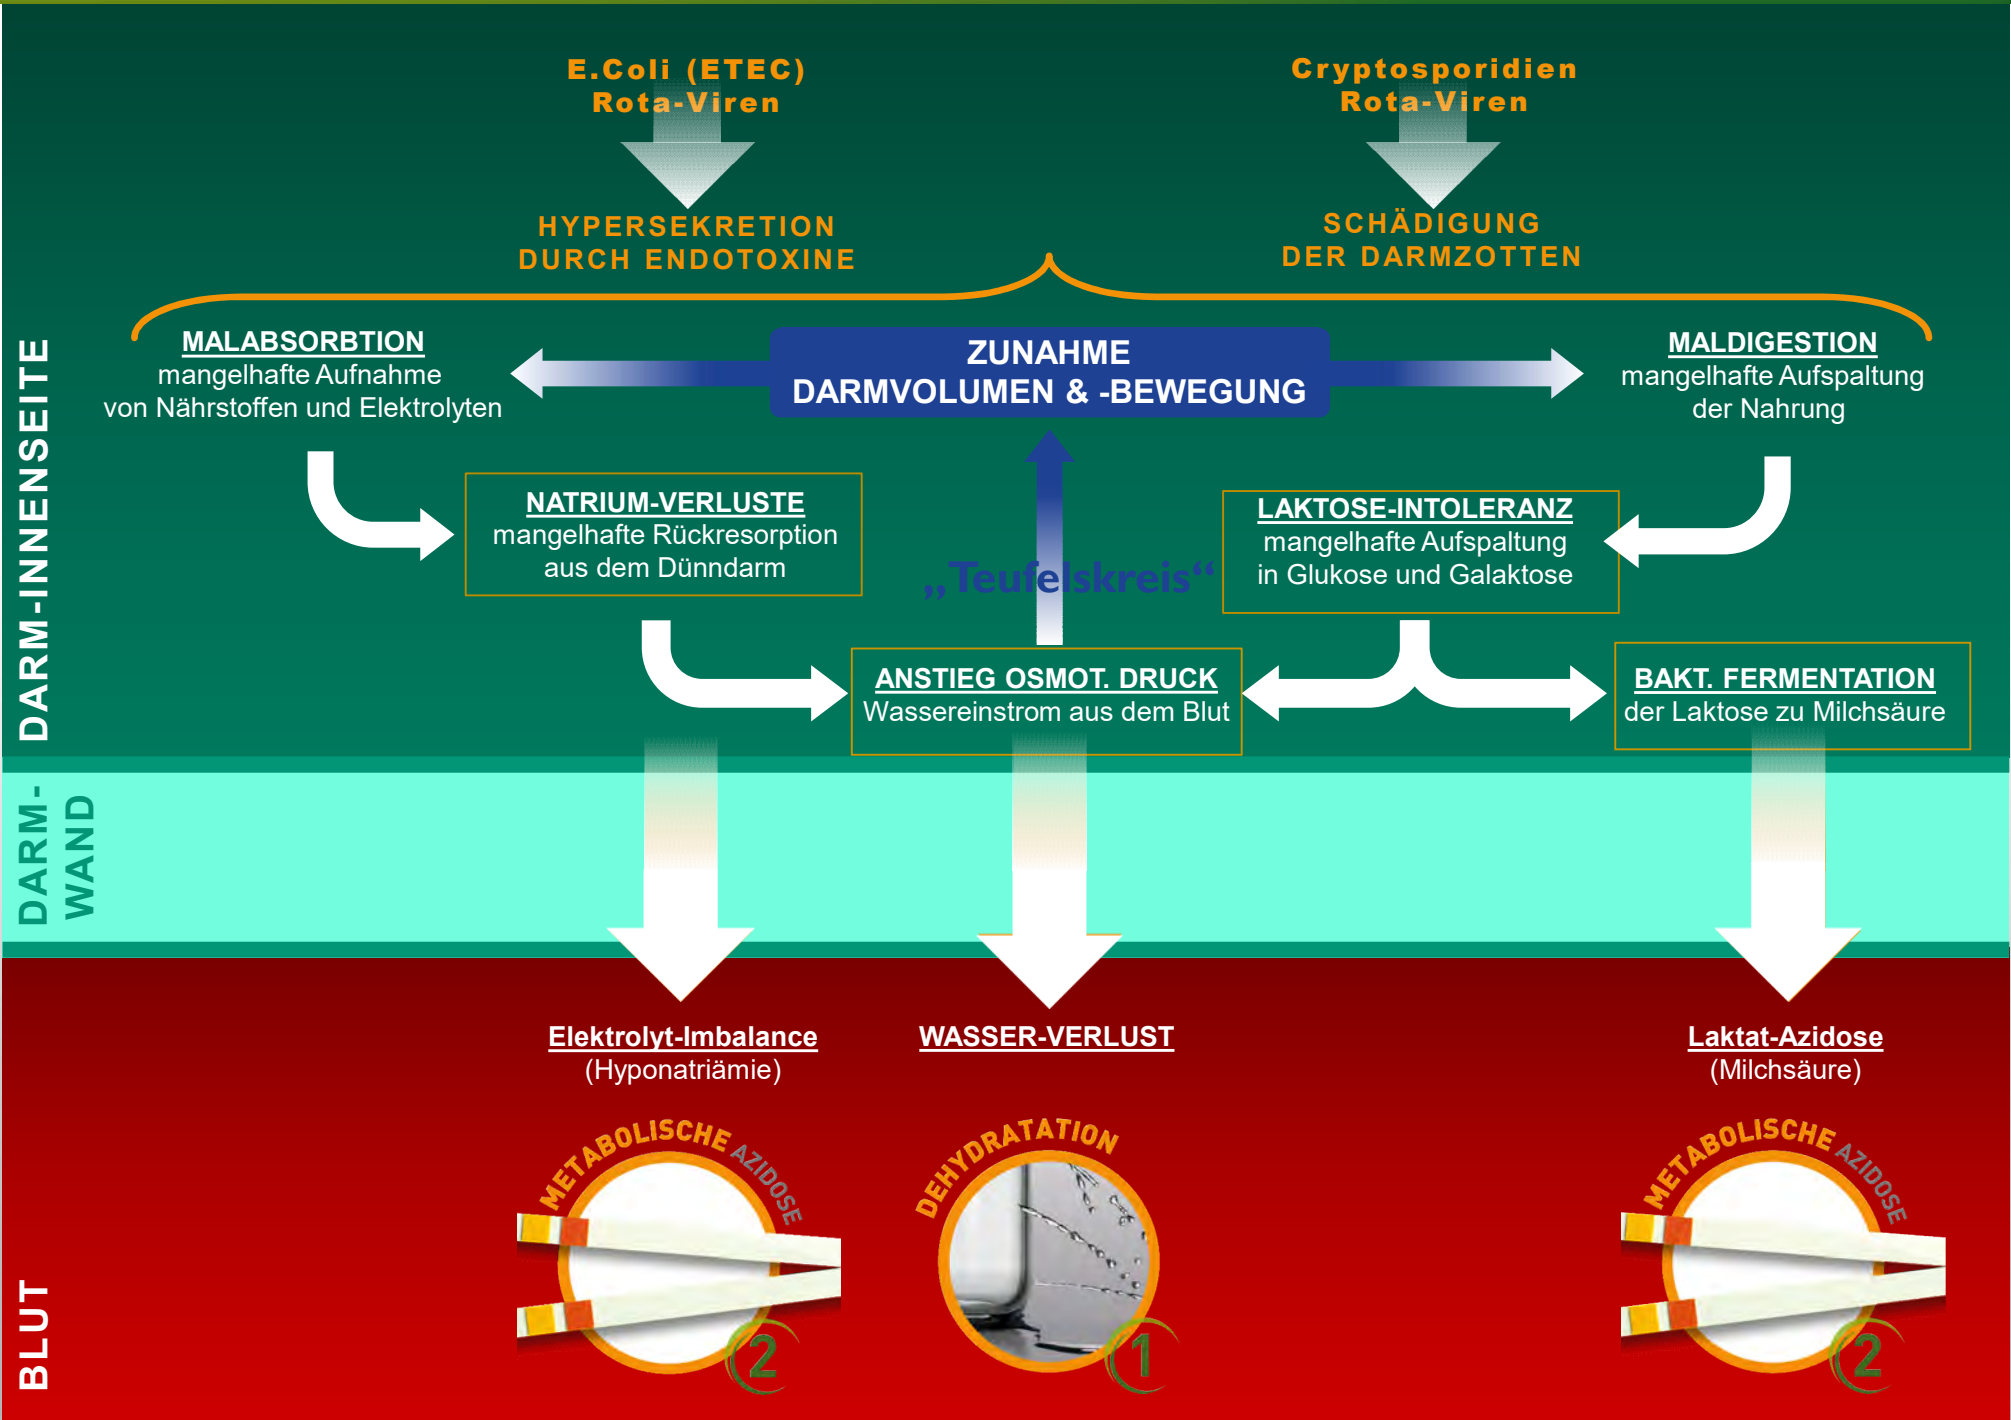 E.Coli (ETEC)
Rota-Viren
Cryptosporidien
Rota-Viren
HYPERSEKRETION
DURCH ENDOTOXINE
SCHÄDIGUNG
DER DARMZOTTEN
DARM-INNENSEITE
MALABSORBTION
mangelhafte Aufnahme
von Nährstoffen und Elektrolyten
ZUNAHME
DARMVOLUMEN & -BEWEGUNG
MALDIGESTION
mangelhafte Aufspaltung
der Nahrung
NATRIUM-VERLUSTE
mangelhafte Rückresorption
aus dem Dünndarm
„Teufelskreis“
LAKTOSE-INTOLERANZ
mangelhafte Aufspaltung
in Glukose und Galaktose
ANSTIEG OSMOT. DRUCK
Wassereinstrom aus dem Blut
BAKT. FERMENTATION
der Laktose zu Milchsäure
DARM-
WAND
BLUT
Elektrolyt-Imbalance
(Hyponatriämie)
WASSER-VERLUST
Laktat-Azidose
(Milchsäure)
METABOLISCHE AZIDOSE
2
DEHYDRATATION
1
METABOLISCHE AZIDOSE
2